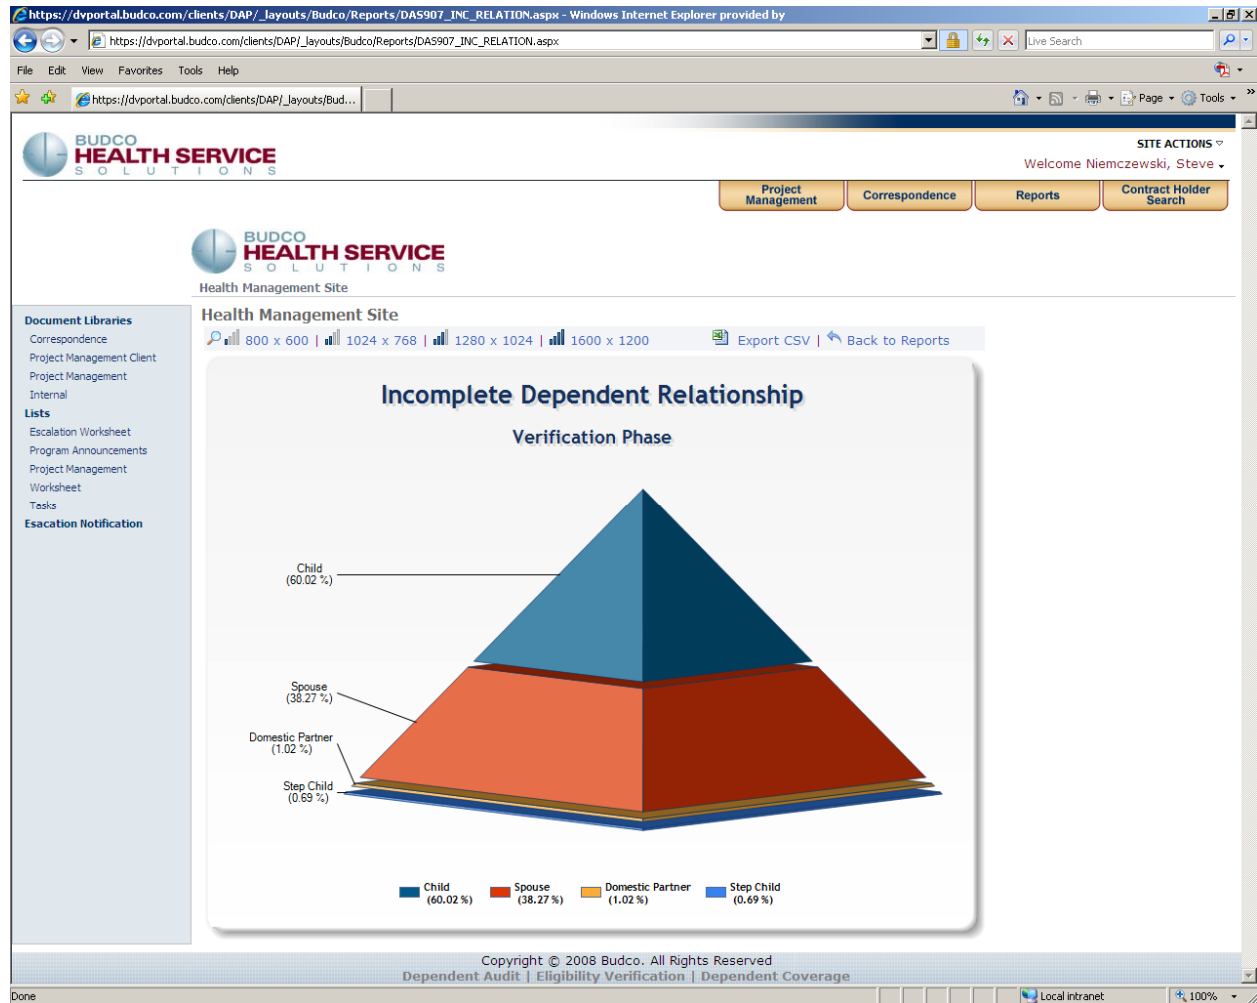 https://dvportal.budco.com/clients/DAP/_layouts/Budco/Reports/DAS907_INC_RELATION.aspx - Windows Internet Explorer provided by
https://dvportal.budco.com/clients/DAP/_layouts/Budco/Reports/DAS907_INC_RELATION.aspx
Live Search
File Edit View Favorites Tools Help
https://dvportal.budco.com/clients/DAP/_layouts/Bud...
Page Tools »
BUDCO
HEALTH SERVICE
SOLUTIONS
SITE ACTIONS
Welcome Niemczewski, Steve
Project Management
Correspondence
Reports
Contract Holder Search
BUDCO
HEALTH SERVICE
SOLUTIONS
Health Management Site
Document Libraries
Correspondence
Project Management Client
Project Management
Internal
Lists
Escalation Worksheet
Program Announcements
Project Management
Worksheet
Tasks
Esacation Notification
Health Management Site
800 x 600 | 1024 x 768 | 1280 x 1024 | 1600 x 1200 Export CSV | Back to Reports
Incomplete Dependent Relationship
Verification Phase
Child
(60.02 %)
Spouse
(38.27 %)
Domestic Partner
(1.02 %)
Step Child
(0.69 %)
Child
(60.02 %)
Spouse
(38.27 %)
Domestic Partner
(1.02 %)
Step Child
(0.69 %)
Copyright © 2008 Budco. All Rights Reserved
Dependent Audit | Eligibility Verification | Dependent Coverage
Done
Local intranet
100%